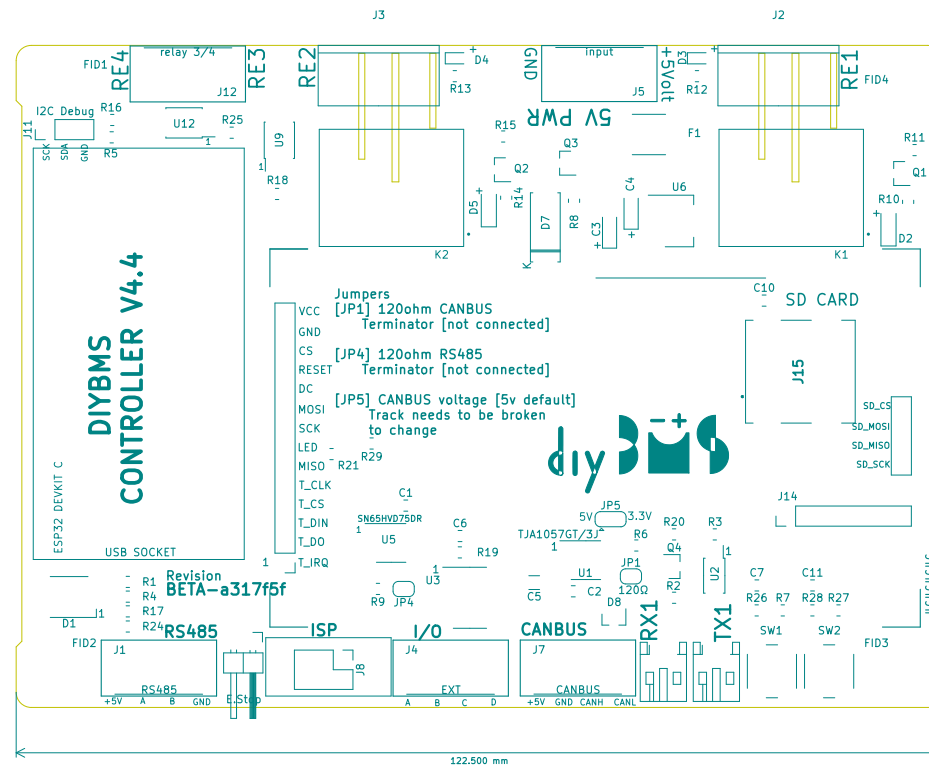 J3
J2
relay 3/4
input
RE4
FID1
RE3
RE2
D4
GND
+5Volt
D3
RE1
FID4
J12
R13
J5
R12
I2C Debug
R16
J11
U12
R25
U9
R15
5V PWR
F1
R11
SCK
SDA
GND
R5
1
1
Q3
Q2
Q1
R18
D5
R14
D7
R8
C4
U6
R10
C3
D2
K2
K
K1
DIYBMS
CONTROLLER V4.4
ESP32 DEVKIT C
USB SOCKET
C10
SD CARD
Jumpers
[JP1] 120ohm CANBUS
Terminator [not connected]
[JP4] 120ohm RS485
Terminator [not connected]
[JP5] CANBUS voltage [5v default]
Track needs to be broken
to change
VCC
GND
CS
RESET
DC
MOSI
SCK
LED
MISO
T_CLK
T_CS
T_DIN
T_DO
T_IRQ
1
J15
diyBMS
SD_CS
SD_MOSI
SD_MISO
SD_SCK
R29
R21
C1
SN65HVD75DR
1
U5
C6
R19
U3
R9
JP4
J14
JP5
5V
3.3V
TJA1057GT/3J
1
R6
R20
R3
Q4
1
U2
U1
JP1
120Ω
C2
C5
D8
R2
C7
C11
R26
R7
R28
R27
SW1
SW2
FID3
Revision
BETA-a317f5f
R1
R4
R17
R24
D1
J1
FID2
RS485
ISP
I/O
CANBUS
RX1
TX1
J1
RS485
J8
J4
EXT
J7
CANBUS
E.Stop
+5V
A
B
GND
A
B
C
D
+5V
GND
CANH
CANL
122.500 mm